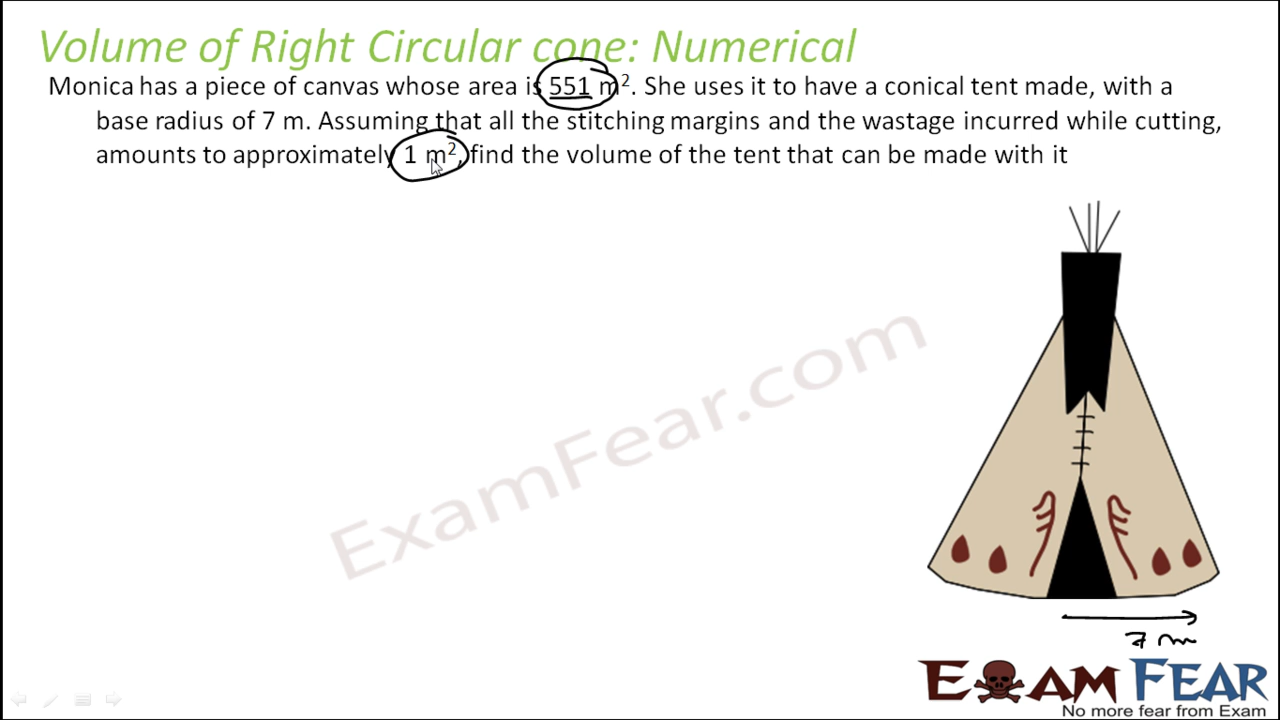 Volume of Right Circular cone: Numerical
Monica has a piece of canvas whose area is 551 m². She uses it to have a conical tent made, with a
base radius of 7 m. Assuming that all the stitching margins and the wastage incurred while cutting,
amounts to approximately 1 m², find the volume of the tent that can be made with it
ExamFear.com
7 m
EXAM FEAR
No more fear from Exam